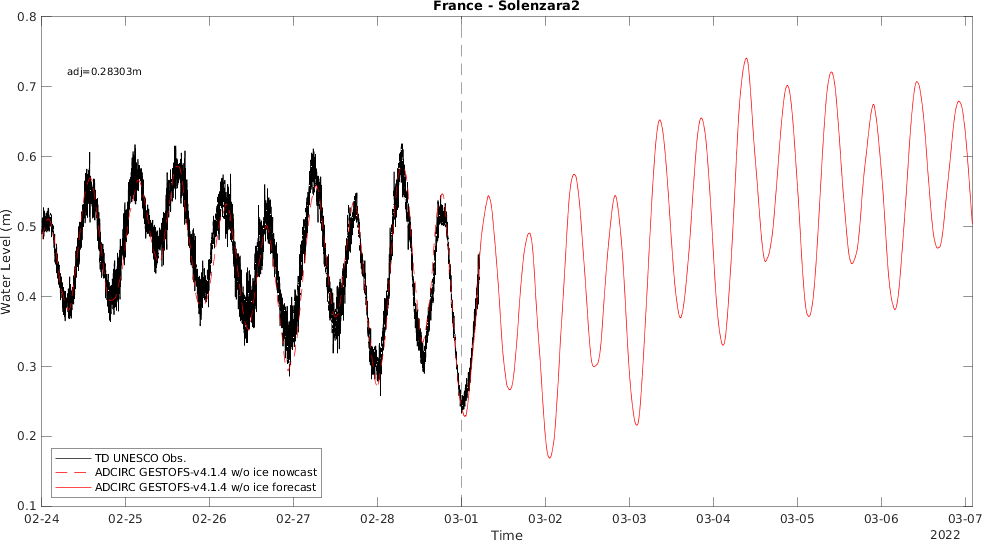 France - Solenzara2
0.8
0.7
0.6
0.5
0.4
0.3
0.2
0.1
Water Level (m)
adj=0.28303m
TD UNESCO Obs.
ADCIRC GESTOFS-v4.1.4 w/o ice nowcast
ADCIRC GESTOFS-v4.1.4 w/o ice forecast
02-24 02-25 02-26 02-27 02-28 03-01 03-02 03-03 03-04 03-05 03-06 03-07
Time
2022